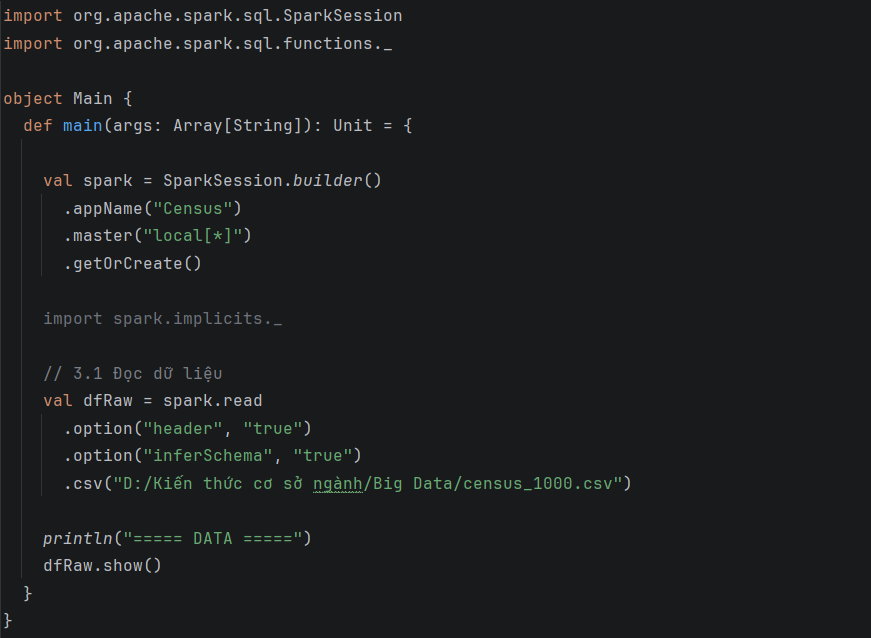 import org.apache.spark.sql.SparkSession
import org.apache.spark.sql.functions._
object Main {
def main(args: Array[String]): Unit = {
val spark = SparkSession.builder()
.appName("Census")
.master("local[*]")
.getOrCreate()
import spark.implicits._
// 3.1 Đọc dữ liệu
val dfRaw = spark.read
.option("header", "true")
.option("inferSchema", "true")
.csv("D:/Kiến thức cơ sở ngành/Big Data/census_1000.csv")
println("===== DATA =====")
dfRaw.show()
}
}